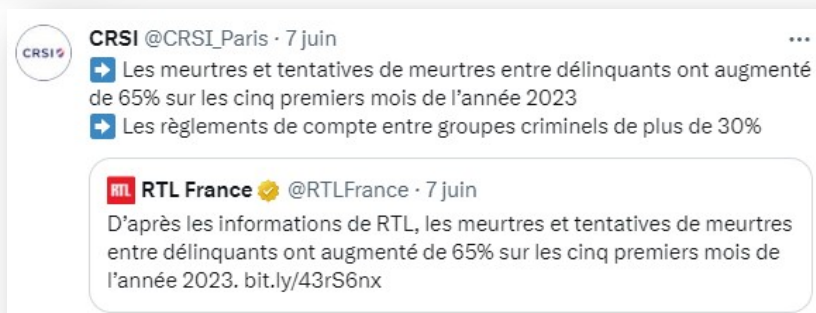 CRSI
CRSI @CRSI_Paris · 7 juin
➡ Les meurtres et tentatives de meurtres entre délinquants ont augmenté
de 65% sur les cinq premiers mois de l’année 2023
➡ Les règlements de compte entre groupes criminels de plus de 30%
RTL RTL France @RTLFrance · 7 juin
D’après les informations de RTL, les meurtres et tentatives de meurtres
entre délinquants ont augmenté de 65% sur les cinq premiers mois de
l’année 2023. bit.ly/43rS6nx